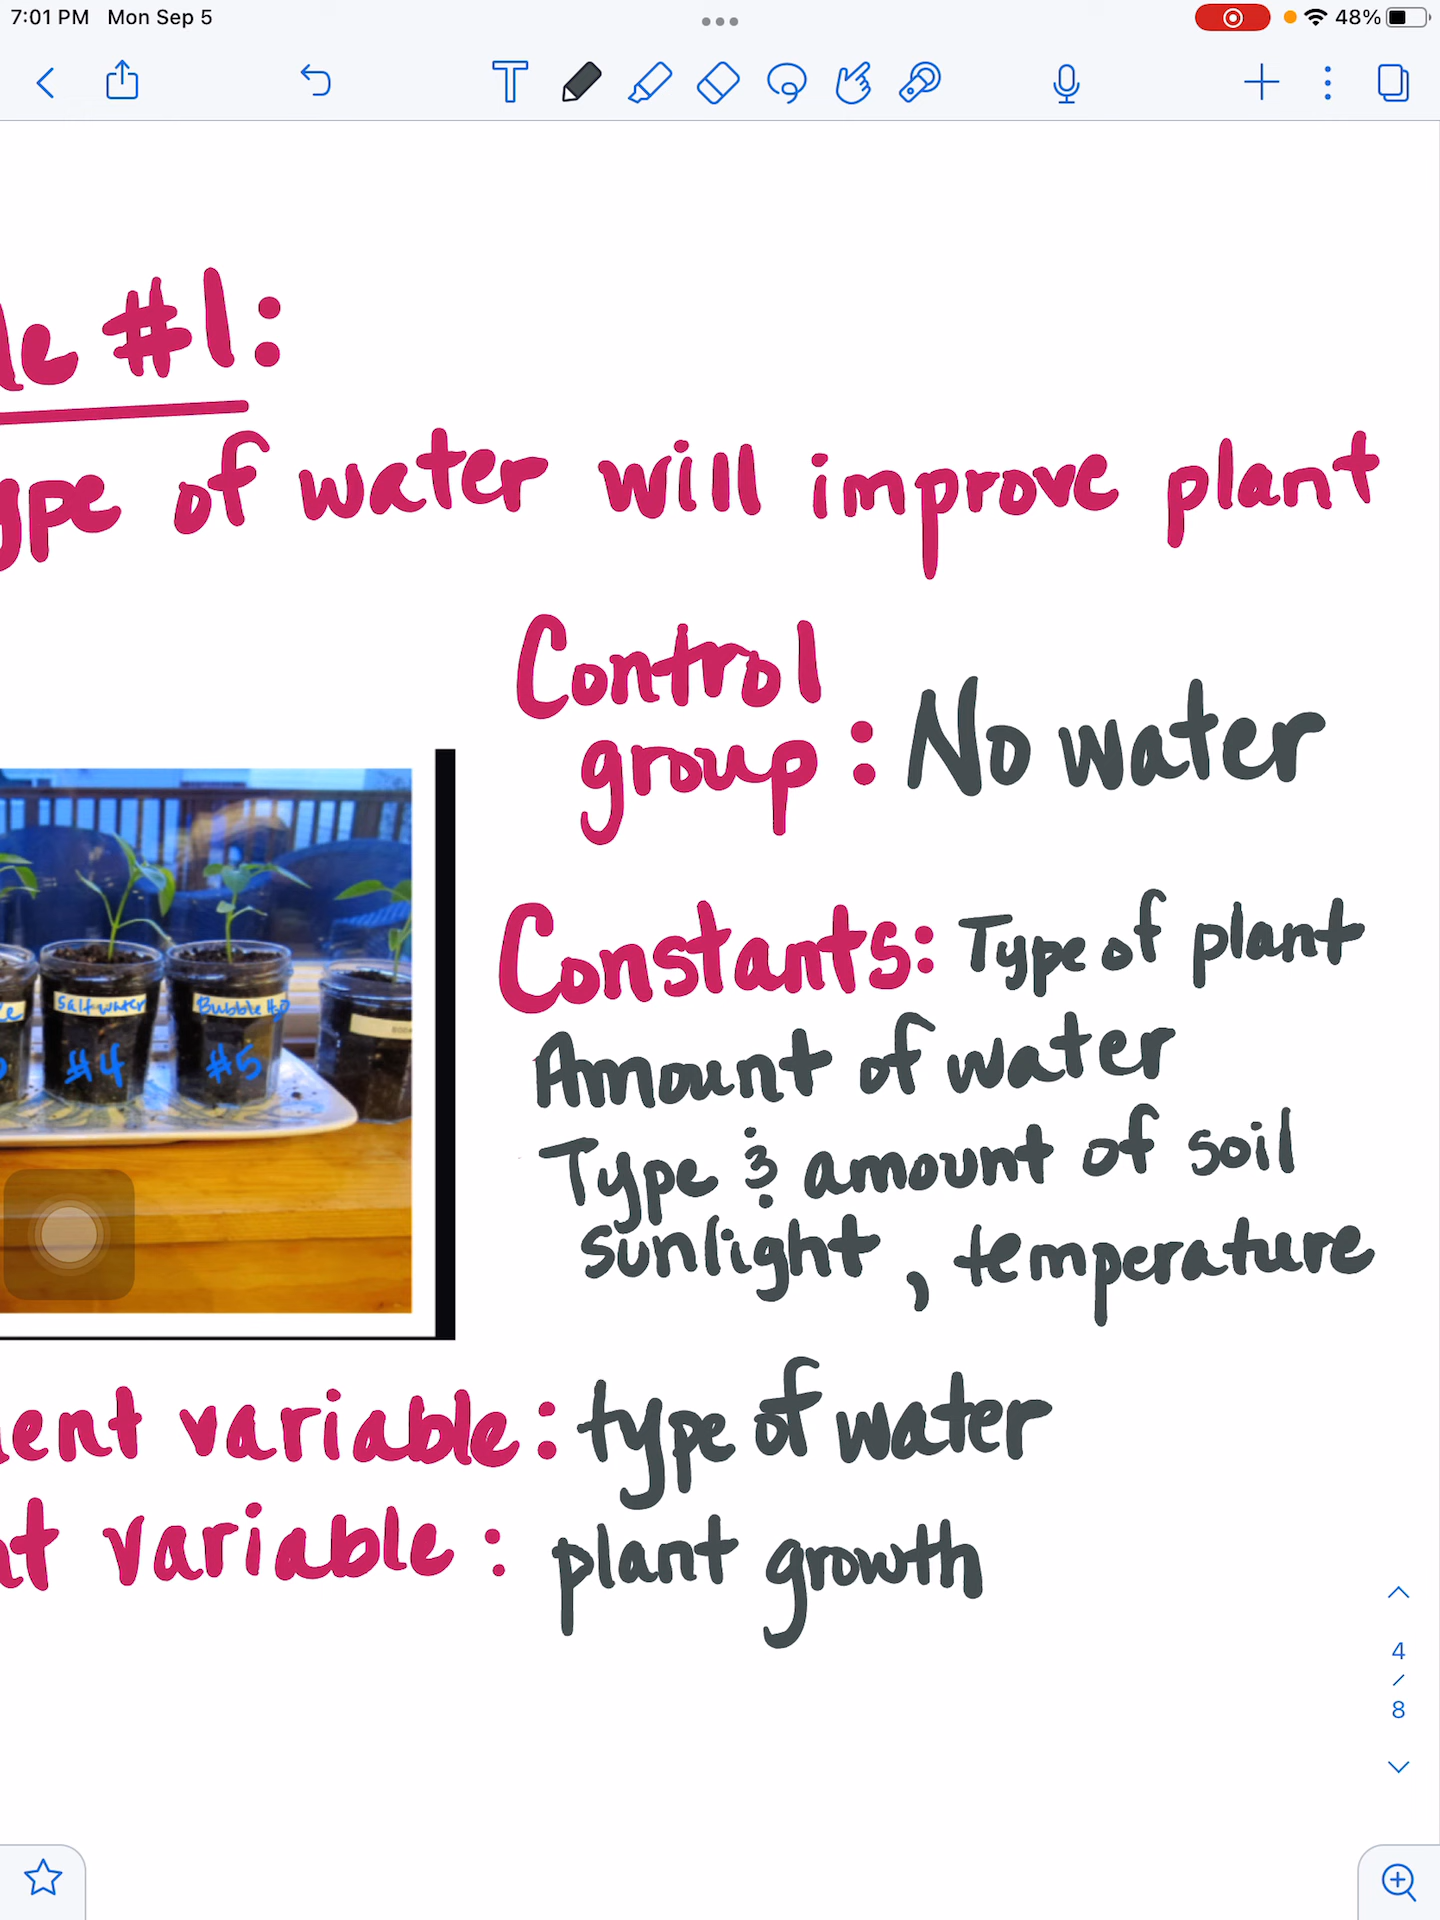 7:01 PM Mon Sep 5
48%
le #1:
ype of water will improve plant
Control
group: No water
Constants: Type of plant
Amount of water
Type & amount of soil
sunlight, temperature
Salt water
#4
Bubble H2O
#5
ent variable: type of water
nt variable: plant growth
4
/
8